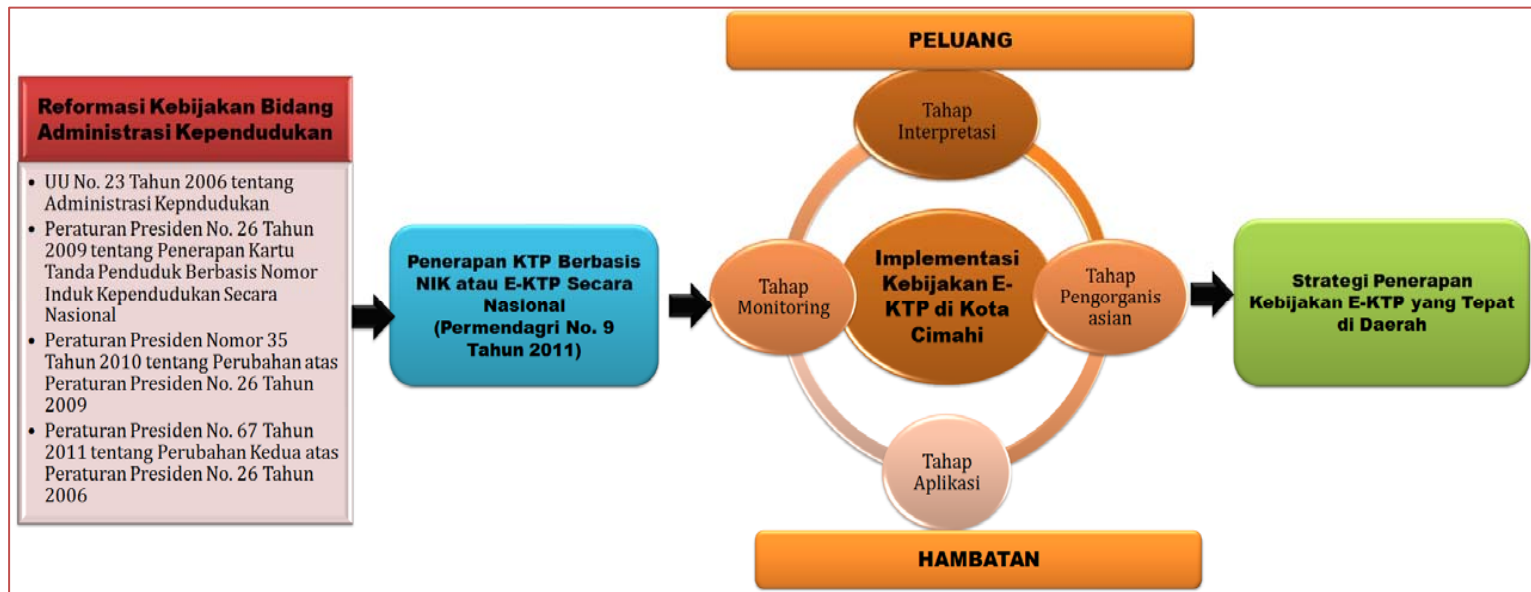 Reformasi Kebijakan Bidang
Administrasi Kependudukan
• UU No. 23 Tahun 2006 tentang
Administrasi Kepndudukan
• Peraturan Presiden No. 26 Tahun
2009 tentang Penerapan Kartu
Tanda Penduduk Berbasis Nomor
Induk Kependudukan Secara
Nasional
• Peraturan Presiden Nomor 35
Tahun 2010 tentang Perubahan atas
Peraturan Presiden No. 26 Tahun
2009
• Peraturan Presiden No. 67 Tahun
2011 tentang Perubahan Kedua atas
Peraturan Presiden No. 26 Tahun
2006
Penerapan KTP Berbasis
NIK atau E-KTP Secara
Nasional
(Permendagri No. 9
Tahun 2011)
PELUANG
Tahap
Interpretasi
Tahap
Monitoring
Implementasi
Kebijakan E-
KTP di Kota
Cimahi
Tahap
Pengorganis
asian
Tahap
Aplikasi
HAMBATAN
Strategi Penerapan
Kebijakan E-KTP yang Tepat
di Daerah